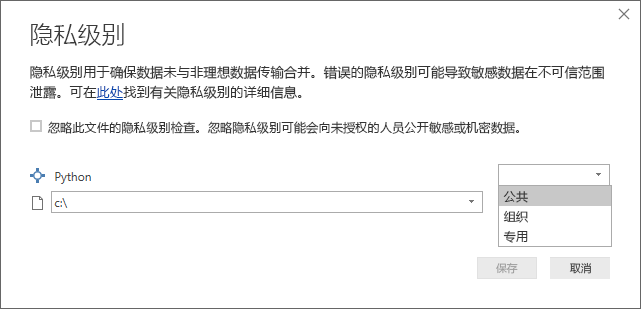 隐私级别
隐私级别用于确保数据未与非理想数据传输合并。错误的隐私级别可能导致敏感数据在不可信范围
泄露。可在此处找到有关隐私级别的详细信息。
忽略此文件的隐私级别检查。忽略隐私级别可能会向未授权的人员公开敏感或机密数据。
Python
c:\
公共
组织
专用
保存 取消